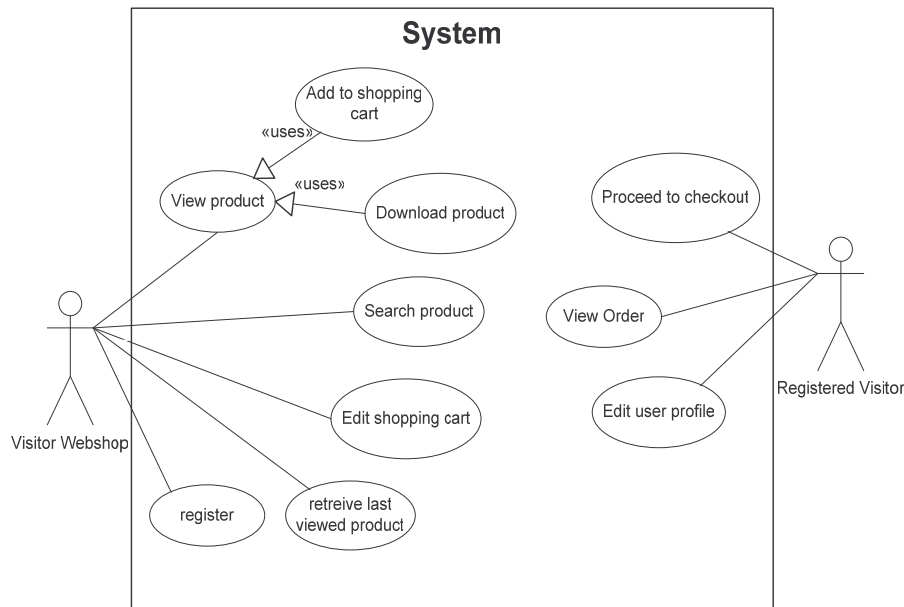 System
Add to shopping
cart
«uses»
View product
«uses»
Download product
Proceed to checkout
Search product
View Order
Registered Visitor
Edit shopping cart
Edit user profile
Visitor Webshop
register
retreive last
viewed product